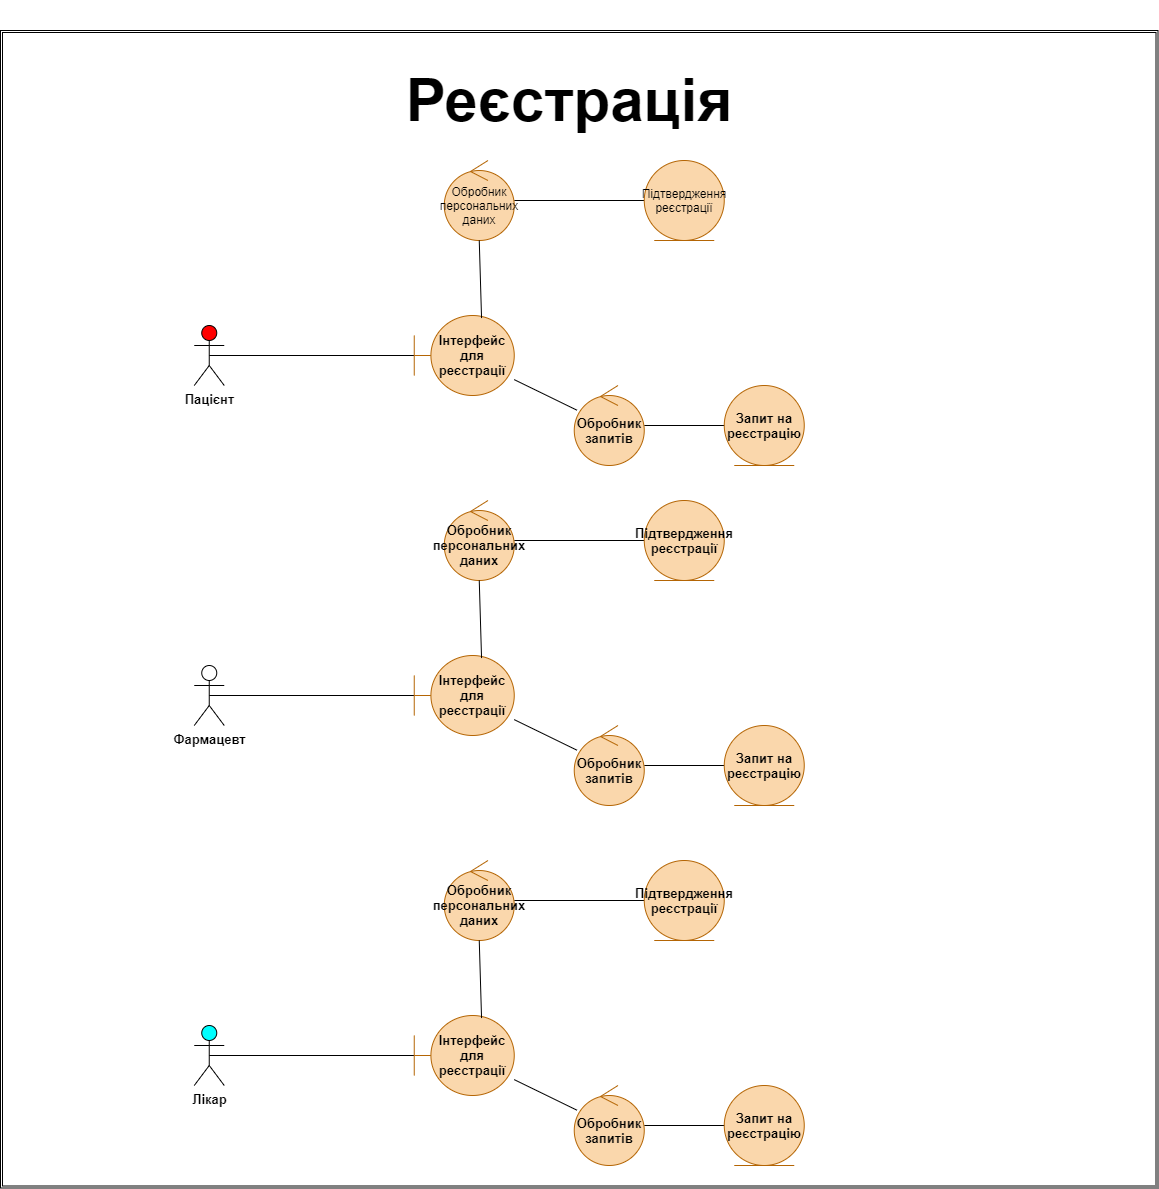 Реєстрація
Обробник
персональних
даних
Підтвердження
реєстрації
Інтерфейс
для
реєстрації
Пацієнт
Обробник
запитів
Запит на
реєстрацію
Обробник
персональних
даних
Підтвердження
реєстрації
Інтерфейс
для
реєстрації
Фармацевт
Обробник
запитів
Запит на
реєстрацію
Обробник
персональних
даних
Підтвердження
реєстрації
Інтерфейс
для
реєстрації
Лікар
Обробник
запитів
Запит на
реєстрацію